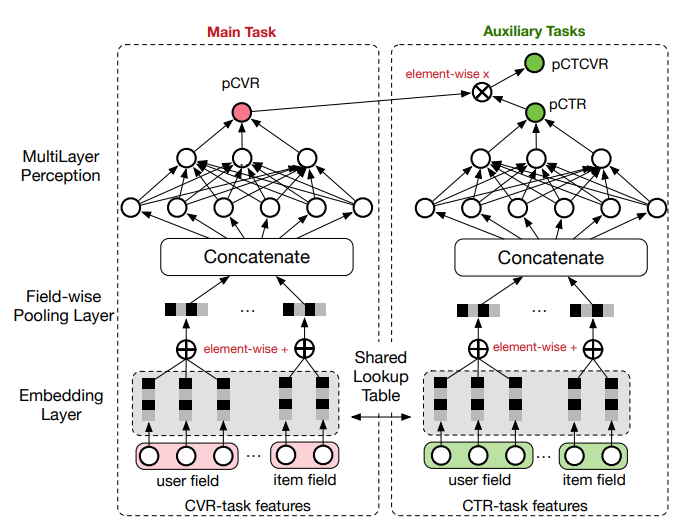 Main Task
Auxiliary Tasks
element-wise x
pCTCVR
pCVR
pCTR
MultiLayer
Perception
Concatenate
Concatenate
Field-wise
Pooling Layer
...
...
element-wise +
element-wise +
Shared
Lookup
Table
Embedding
Layer
...
...
user field
item field
user field
item field
CVR-task features
CTR-task features